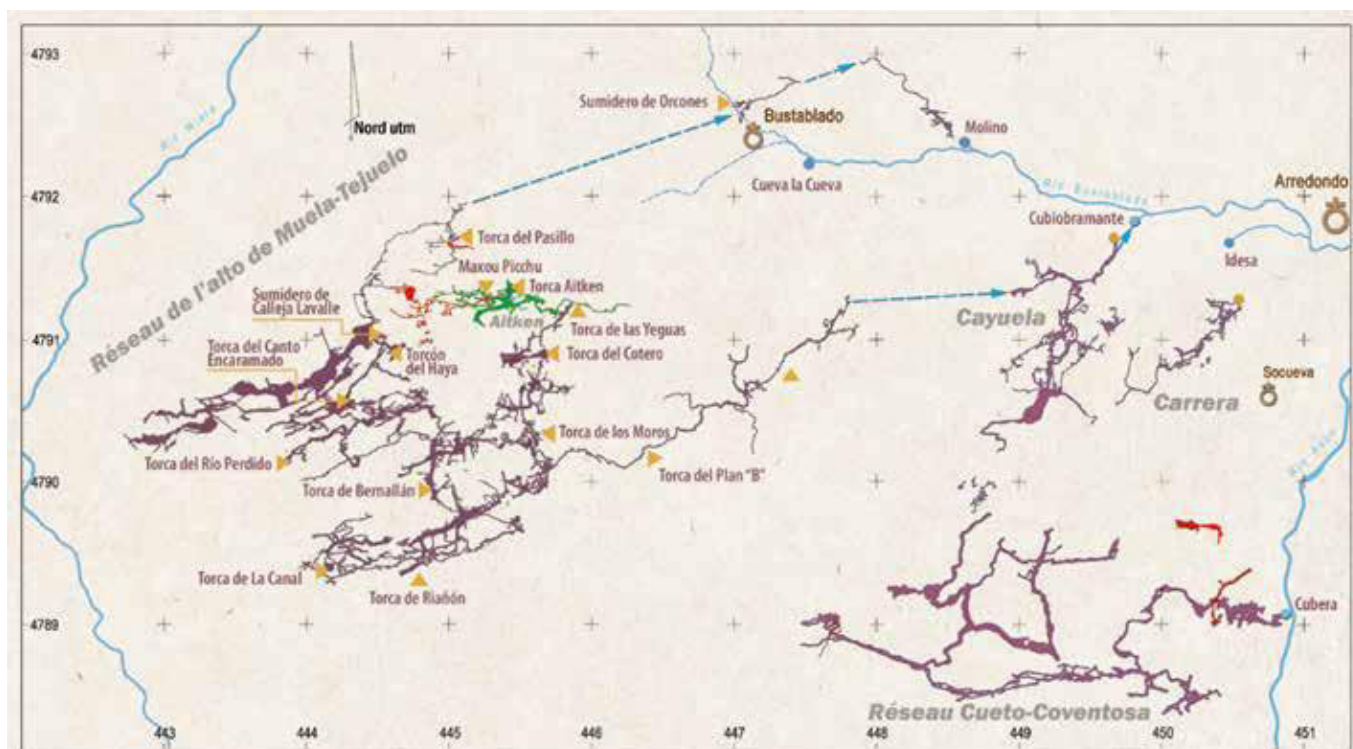 4793
Río Miera
Nord utm
Sumidero de Orcones
Bustablado
Molino
Réseau de l'alto de Muela-Tejuelo
4792
Cueva la Cueva
Río Bustablado
Arredondo
Cubiobramante
Idesa
Torca del Pasillo
Maxou Picchu
Torca Aitken
Sumidero de
Calleja Lavalle
Aitken
Torca de las Yeguas
Cayuela
4791
Torca del Canto
Encaramado
Torcón
del Haya
Torca del Cotero
Socueva
Carrera
Torca de los Moros
Torca del Río Perdido
Torca del Plan "B"
4790
Torca de Bernallán
Río Asón
Torca de La Canal
Torca de Riañón
Cubera
4789
Réseau Cueto-Coventosa
443
444
445
446
447
448
449
450
451